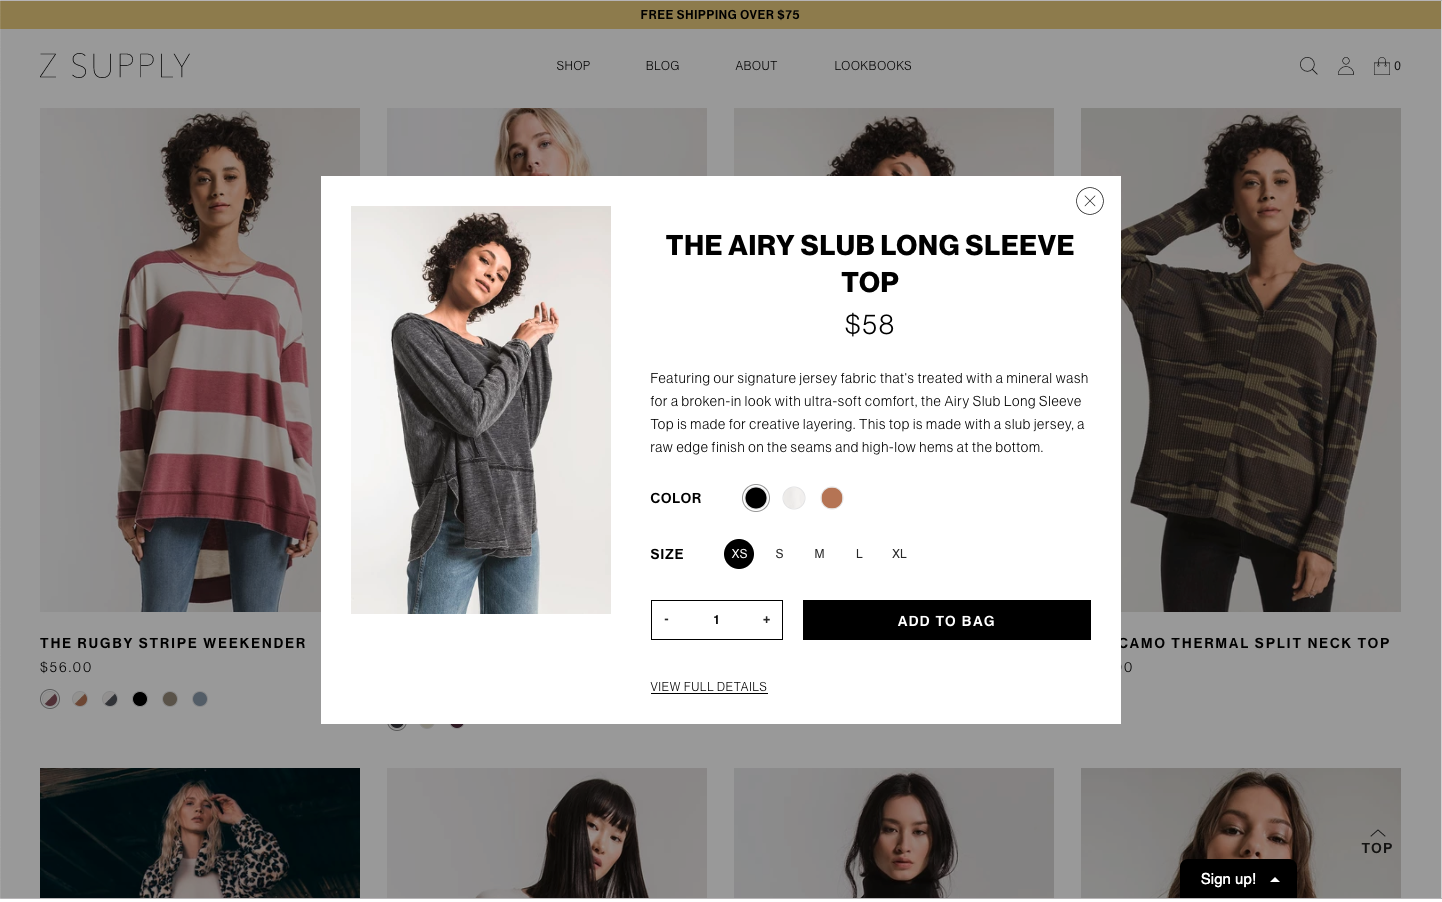 FREE SHIPPING OVER $75
Z SUPPLY
SHOP
BLOG
ABOUT
LOOKBOOKS
0
THE AIRY SLUB LONG SLEEVE
TOP
$58
Featuring our signature jersey fabric that's treated with a mineral wash
for a broken-in look with ultra-soft comfort, the Airy Slub Long Sleeve
Top is made for creative layering. This top is made with a slub jersey, a
raw edge finish on the seams and high-low hems at the bottom.
COLOR
SIZE
XS
S
M
L
XL
- 1 +
ADD TO BAG
VIEW FULL DETAILS
THE RUGBY STRIPE WEEKENDER
$56.00
CAMO THERMAL SPLIT NECK TOP
TOP
Sign up!